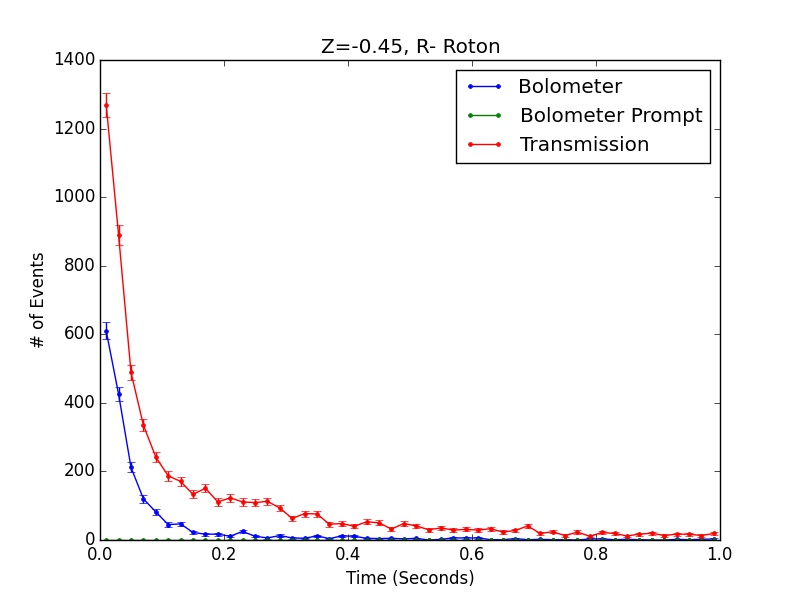 Z=-0.45, R- Roton
1400
1200
1000
800
600
400
200
0
# of Events
Bolometer
Bolometer Prompt
Transmission
0.0 0.2 0.4 0.6 0.8 1.0
Time (Seconds)